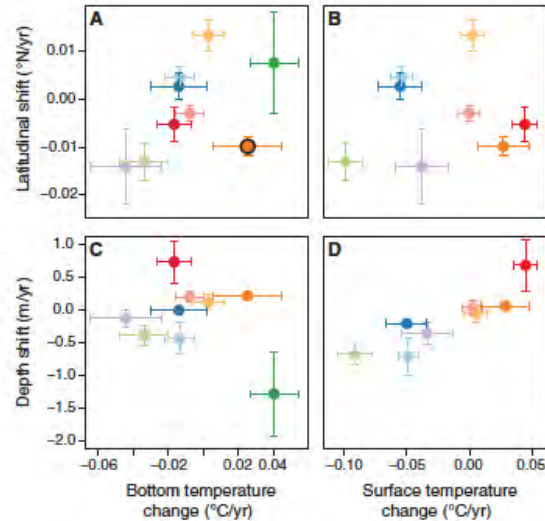 A
B
Latitudinal shift (°N/yr)
0.01
0.00
−0.01
−0.02
C
D
Depth shift (m/yr)
1.0
0.5
0.0
−0.5
−1.0
−1.5
−2.0
−0.06 −0.02 0.02 0.04
−0.10 −0.05 0.00 0.05
Bottom temperature
change (°C/yr)
Surface temperature
change (°C/yr)